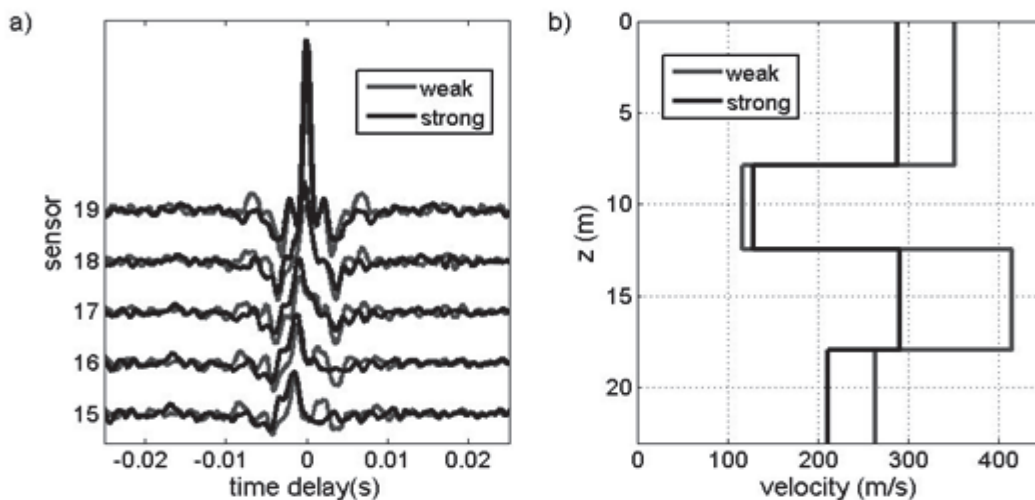 a)
weak
strong
sensor
19
18
17
16
15
-0.02 -0.01 0 0.01 0.02
time delay(s)
b)
weak
strong
z (m)
0
5
10
15
20
0 100 200 300 400
velocity (m/s)